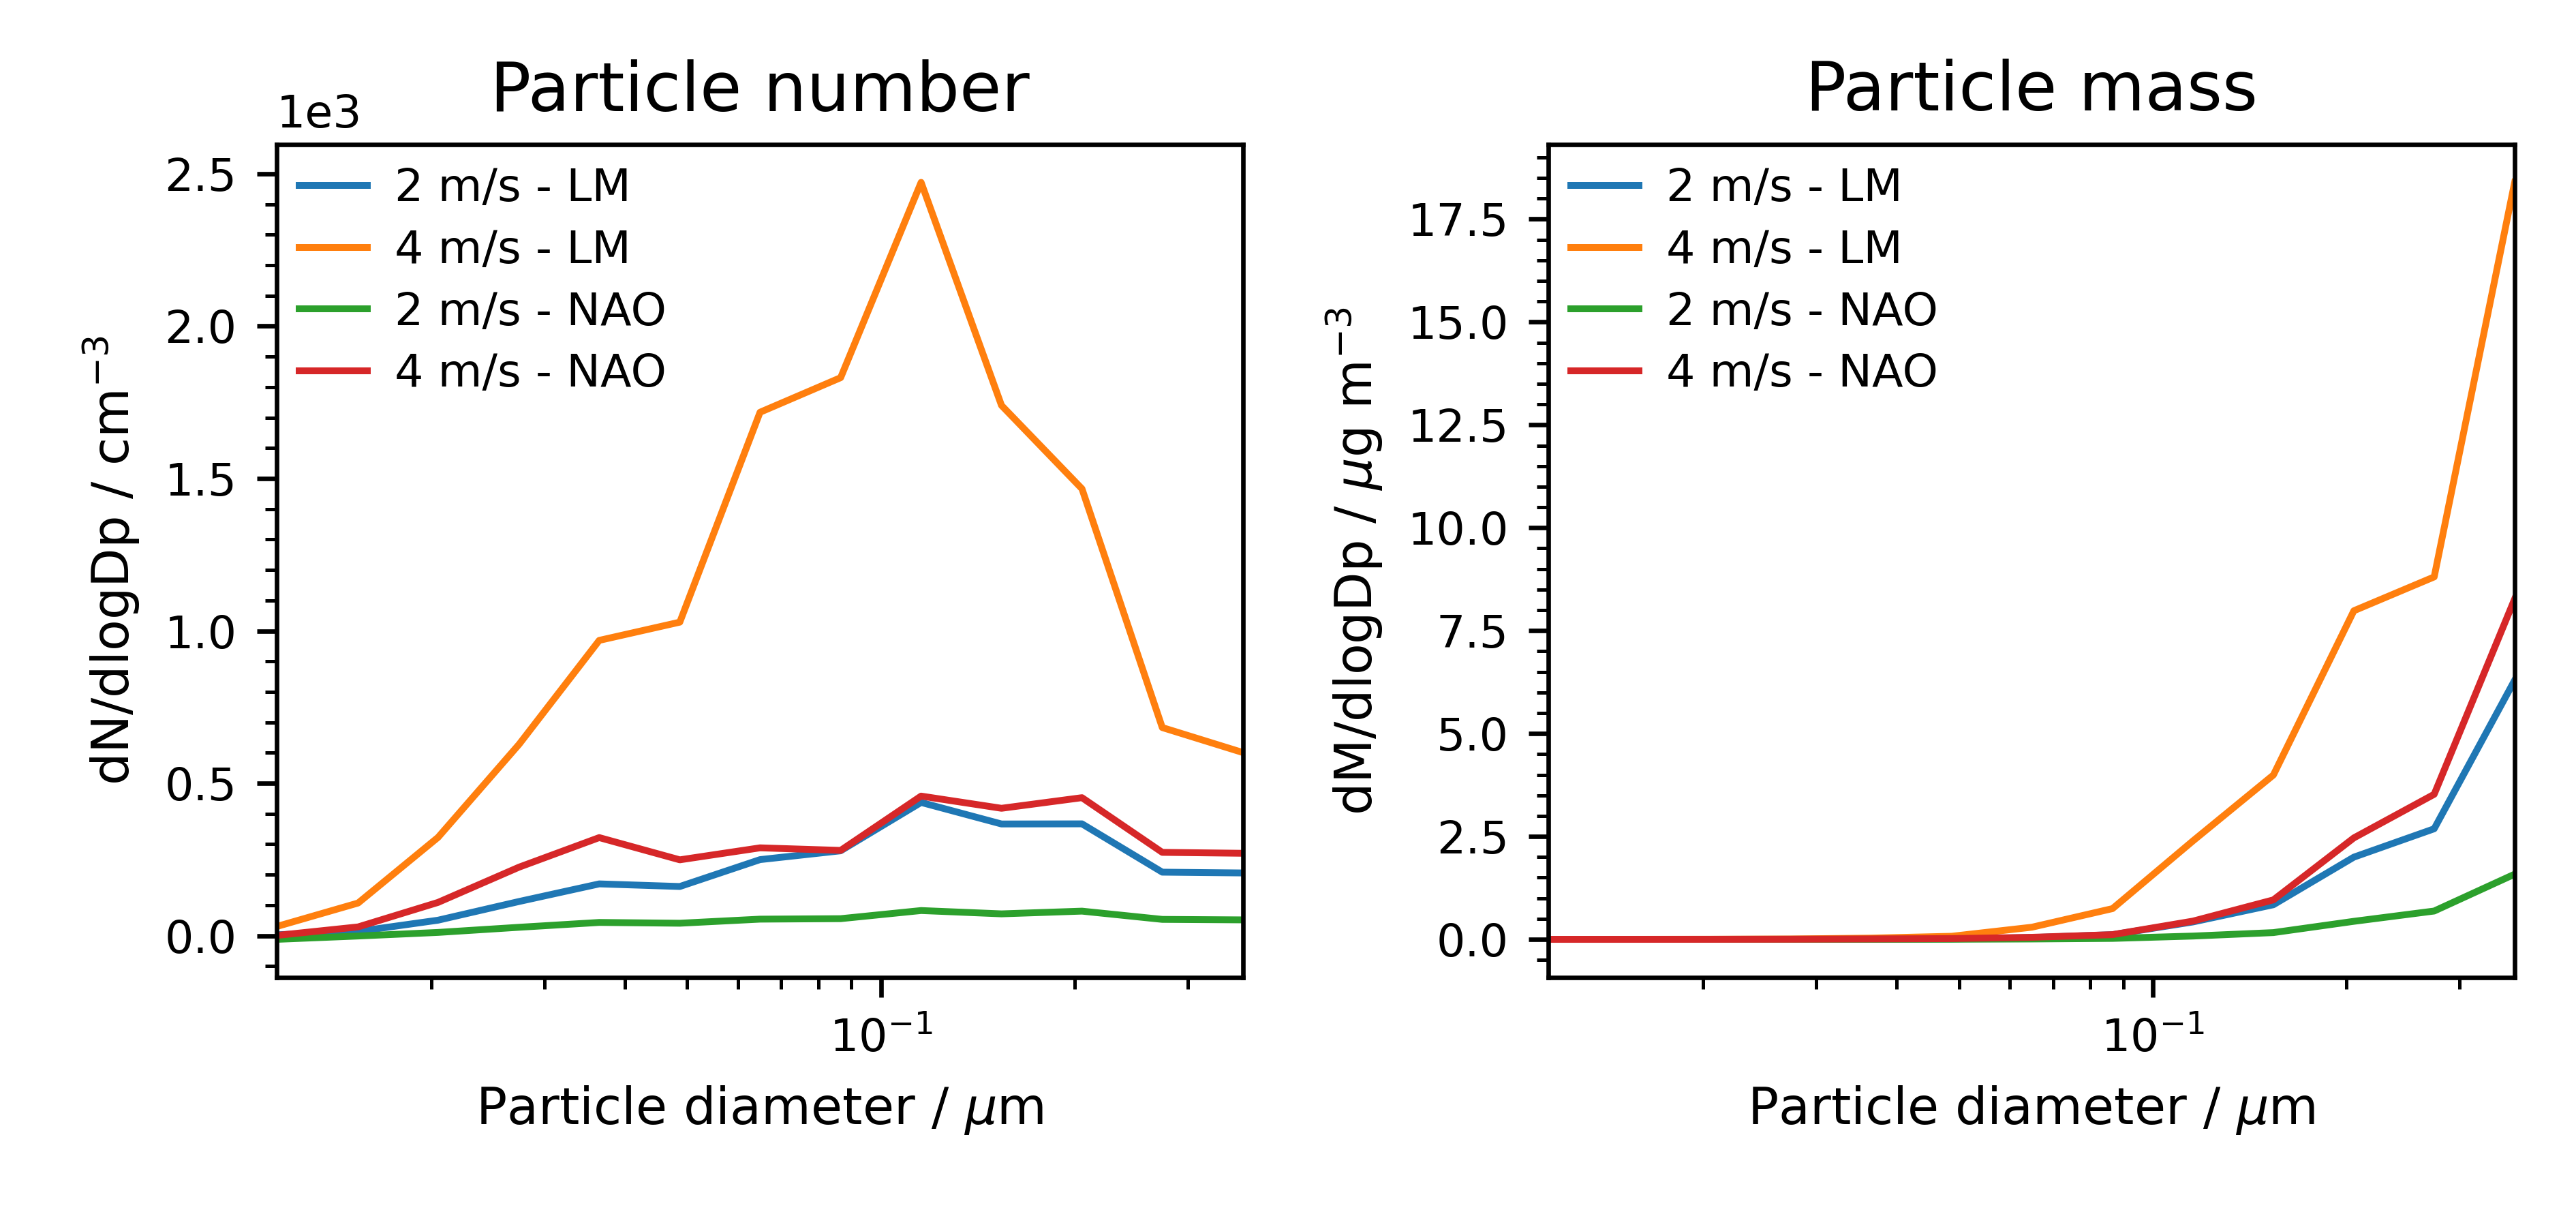 Particle number
1e3
2.5
2.0
1.5
1.0
0.5
0.0
dN/dlogDp / cm⁻³
2 m/s - LM
4 m/s - LM
2 m/s - NAO
4 m/s - NAO
10⁻¹
Particle diameter / μm
Particle mass
17.5
15.0
12.5
10.0
7.5
5.0
2.5
0.0
dM/dlogDp / μg m⁻³
2 m/s - LM
4 m/s - LM
2 m/s - NAO
4 m/s - NAO
10⁻¹
Particle diameter / μm